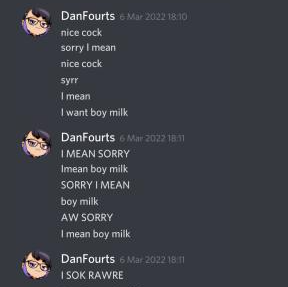 DanFourts 6 Mar 2022 18:10
nice cock
sorry I mean
nice cock
syrr
I mean
I want boy milk
DanFourts 6 Mar 2022 18:11
I MEAN SORRY
Imean boy milk
SORRY I MEAN
boy milk
AW SORRY
I mean boy milk
DanFourts 6 Mar 2022 18:11
I SOK RAWRE